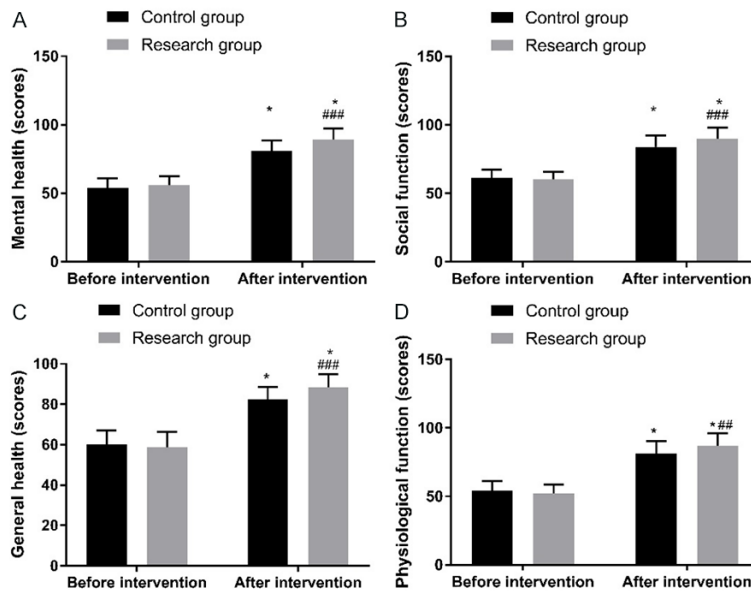 A
Control group
Research group
Mental health (scores)
150
100
50
0
*
*
###
Before intervention
After intervention
B
Control group
Research group
Social function (scores)
150
100
50
0
*
*
###
Before intervention
After intervention
C
Control group
Research group
General health (scores)
100
80
60
40
20
0
*
*
###
Before intervention
After intervention
D
Control group
Research group
Physiological function (scores)
150
100
50
0
*
* ##
Before intervention
After intervention